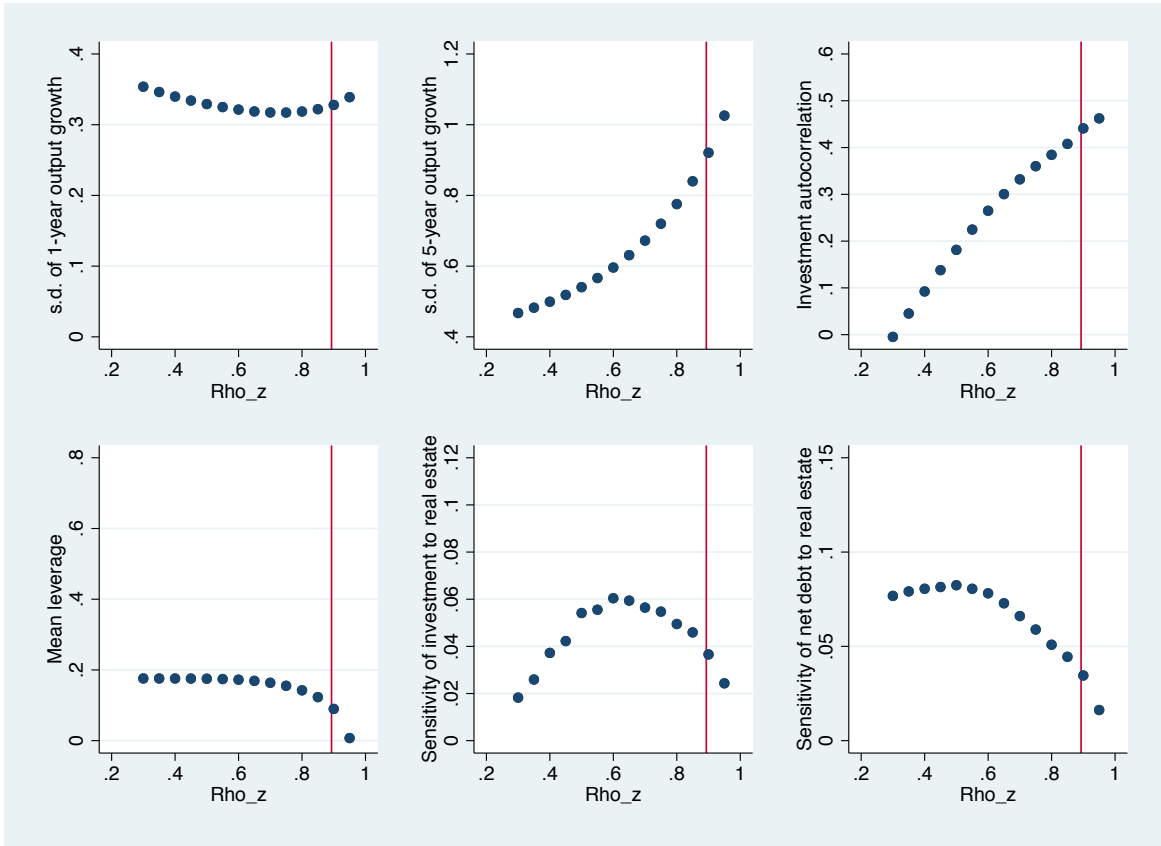 s.d. of 1-year output growth
.4
.3
.2
.1
0
.2 .4 .6 .8 1
Rho_z
s.d. of 5-year output growth
1.2
1
.8
.6
.4
.2 .4 .6 .8 1
Rho_z
Investment autocorrelation
.6
.5
.4
.3
.2
.1
0
.2 .4 .6 .8 1
Rho_z
Mean leverage
.8
.6
.4
.2
0
.2 .4 .6 .8 1
Rho_z
Sensitivity of investment to real estate
.12
.1
.08
.06
.04
.02
0
.2 .4 .6 .8 1
Rho_z
Sensitivity of net debt to real estate
.15
.1
.05
0
.2 .4 .6 .8 1
Rho_z